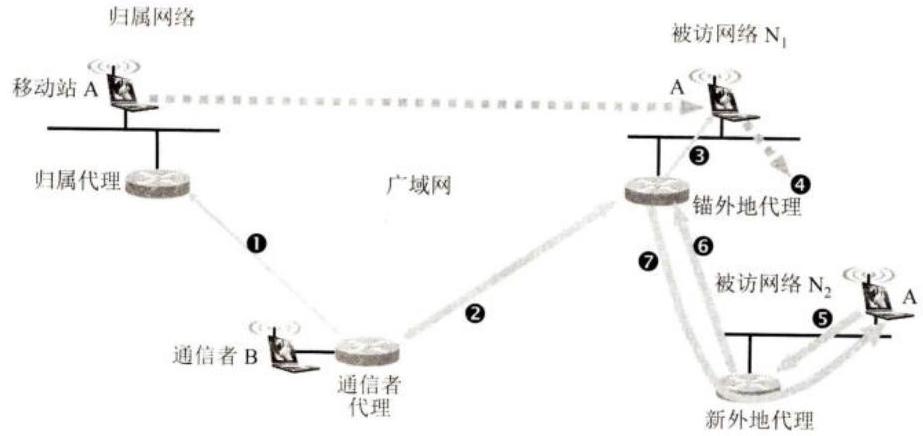 归属网络
被访网络 N1
移动站 A
A
❸
❹
归属代理
广域网
锚外地代理
❶
❻
❼
被访网络 N2
A
❷
❺
通信者 B
通信者
代理
新外地代理